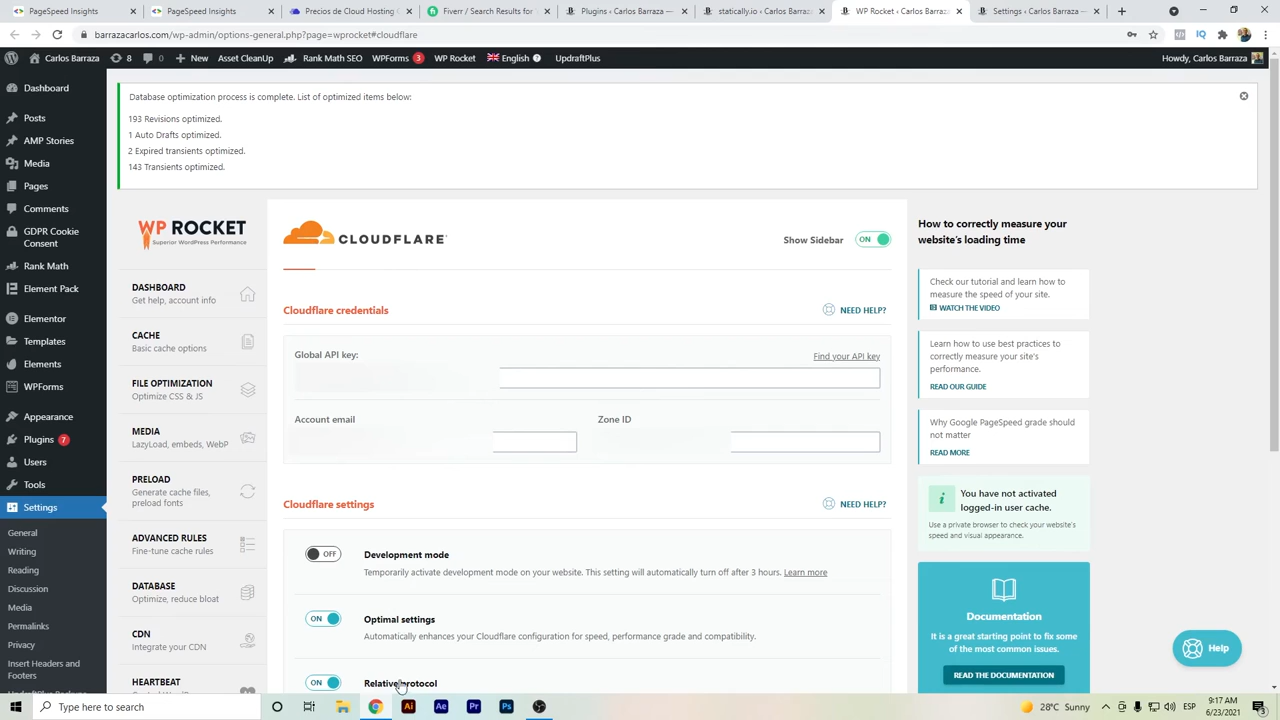 PageSpeed Insights
PageSpeed Insights
Precios de Cloud Hosting
Fiverr / Search Results for
Plugins ‹ Carlos Barraza —
statically.io ‹ Carlos Barraza
WP Rocket ‹ Carlos Barraza —
Settings ‹ Carlos Barraza —
barrazacarlos.com/wp-admin/options-general.php?page=wprocket#cloudflare
Carlos Barraza
8
0
New
Asset CleanUp
Rank Math SEO
WPForms 3
WP Rocket
English
UpdraftPlus
Howdy, Carlos Barraza
Dashboard
Posts
AMP Stories
Media
Pages
Comments
GDPR Cookie
Consent
Rank Math
Element Pack
Elementor
Templates
Elements
WPForms
Appearance
Plugins 7
Users
Tools
Settings
General
Writing
Reading
Discussion
Media
Permalinks
Privacy
Insert Headers and
Footers
Database optimization process is complete. List of optimized items below:
193 Revisions optimized.
1 Auto Drafts optimized.
2 Expired transients optimized.
143 Transients optimized.
WP ROCKET
Superior WordPress Performance
DASHBOARD
Get help, account info
CACHE
Basic cache options
FILE OPTIMIZATION
Optimize CSS & JS
MEDIA
LazyLoad, embeds, WebP
PRELOAD
Generate cache files,
preload fonts
ADVANCED RULES
Fine-tune cache rules
DATABASE
Optimize, reduce bloat
CDN
Integrate your CDN
HEARTBEAT
CLOUDFLARE
Show Sidebar
ON
Cloudflare credentials
NEED HELP?
Global API key:
Find your API key
Account email
Zone ID
Cloudflare settings
NEED HELP?
OFF
Development mode
Temporarily activate development mode on your website. This setting will automatically turn off after 3 hours. Learn more
ON
Optimal settings
Automatically enhances your Cloudflare configuration for speed, performance grade and compatibility.
ON
Relative protocol
How to correctly measure your
website's loading time
Check our tutorial and learn how to
measure the speed of your site.
WATCH THE VIDEO
Learn how to use best practices to
correctly measure your site's
performance.
READ OUR GUIDE
Why Google PageSpeed grade should
not matter
READ MORE
You have not activated
logged-in user cache.
Use a private browser to check your website's
speed and visual appearance.
Documentation
It is a great starting point to fix some
of the most common issues.
READ THE DOCUMENTATION
Help
Type here to search
Ai
Ae
Pr
Ps
28°C Sunny
ESP
9:17 AM
6/23/2021
3